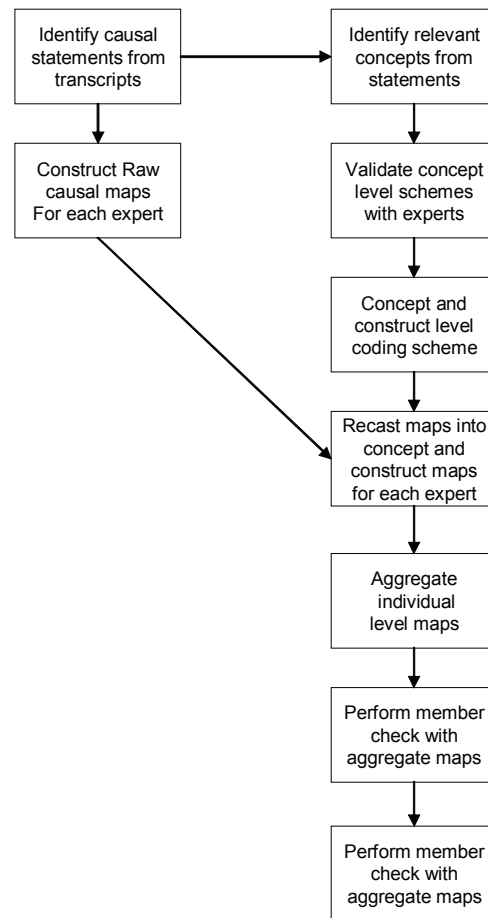 Identify causal
statements from
transcripts
Identify relevant
concepts from
statements
Construct Raw
causal maps
For each expert
Validate concept
level schemes
with experts
Concept and
construct level
coding scheme
Recast maps into
concept and
construct maps
for each expert
Aggregate
individual
level maps
Perform member
check with
aggregate maps
Perform member
check with
aggregate maps